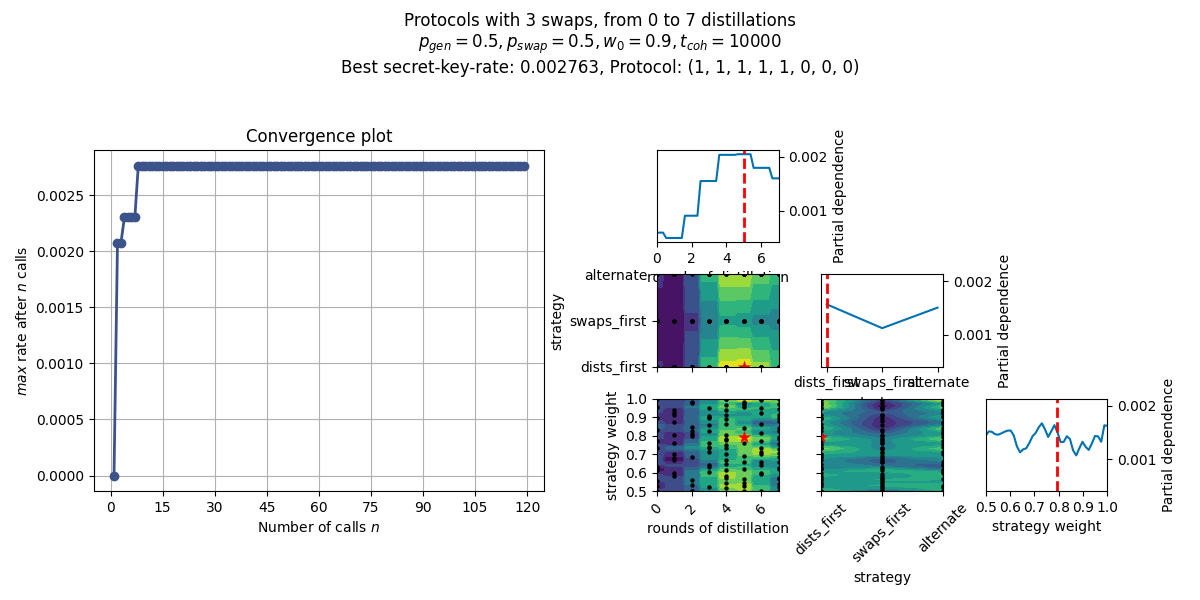 Protocols with 3 swaps, from 0 to 7 distillations
$p_{gen} = 0.5, p_{swap} = 0.5, w_0 = 0.9, t_{coh} = 10000$
Best secret-key-rate: 0.002763, Protocol: (1, 1, 1, 1, 1, 0, 0, 0)
Convergence plot
max rate after n calls
0.0025
0.0020
0.0015
0.0010
0.0005
0.0000
0 15 30 45 60 75 90 105 120
Number of calls n
0.002
0.001
Partial dependence
0 2 4 6
rounds of distillation
strategy
alternate
swaps_first
dists_first
0.002
0.001
Partial dependence
dists_first swaps_first alternate
strategy weight
1.0
0.9
0.8
0.7
0.6
0.5
0 2 4 6
rounds of distillation
dists_first swaps_first alternate
strategy
0.002
0.001
Partial dependence
0.5 0.6 0.7 0.8 0.9 1.0
strategy weight